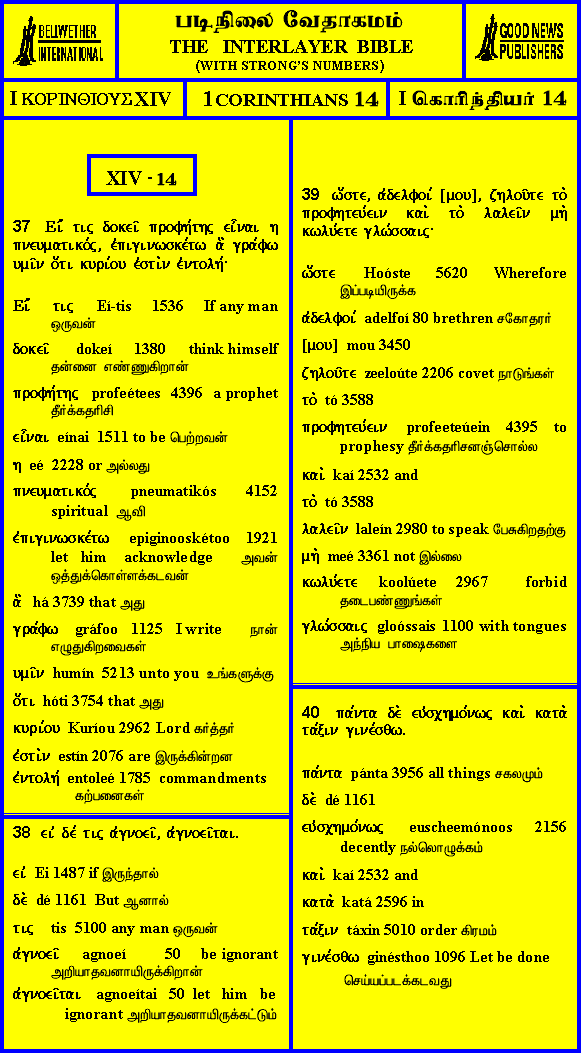 BELLWETHER
INTERNATIONAL
படிநிலை வேதாகமம்
THE INTERLAYER BIBLE
(WITH STRONG'S NUMBERS)
GOOD NEWS
PUBLISHERS
I ΚΟΡΙΝΘΙΟΥΣ XIV
1 CORINTHIANS 14
I கொரிந்தியர் 14
XIV - 14
37 Εἴ τις δοκεῖ προφήτης εἶναι η
πνευματικός, ἐπιγινωσκέτω ἃ γράφω
υμῖν ὅτι κυρίου ἐστὶν ἐντολή·
Εἴ τις Eí-tis 1536 If any man
ஒருவன்
δοκεῖ dokeí 1380 think himself
தன்னை எண்ணுகிறான்
προφήτης profeétees 4396 a prophet
தீர்க்கதரிசி
εἶναι eínai 1511 to be பெற்றவன்
η eé 2228 or அல்லது
πνευματικός pneumatikós 4152
spiritual ஆவி
ἐπιγινωσκέτω epiginooskétoo 1921
let him acknowledge அவன்
ஒத்துக்கொள்ளக்கடவன்
ἃ há 3739 that அது
γράφω gráfoo 1125 I write நான்
எழுதுகிறவைகள்
υμῖν humín 5213 unto you உங்களுக்கு
ὅτι hóti 3754 that அது
κυρίου Kuríou 2962 Lord கர்த்தர்
ἐστὶν estín 2076 are இருக்கின்றன
ἐντολή entoleé 1785 commandments
கற்பனைகள்
38 εἰ δέ τις ἀγνοεῖ, ἀγνοεῖται.
εἰ Ei 1487 if இருந்தால்
δὲ dé 1161 But ஆனால்
τις tis 5100 any man ஒருவன்
ἀγνοεῖ agnoeí 50 be ignorant
அறியாதவனாயிருக்கிறான்
ἀγνοεῖται agnoeítai 50 let him be
ignorant அறியாதவனாயிருக்கட்டும்
39 ὥστε, ἀδελφοί [μου], ζηλοῦτε τὸ
προφητεύειν καὶ τὸ λαλεῖν μὴ
κωλύετε γλώσσαις·
ὥστε Hoóste 5620 Wherefore
இப்படியிருக்க
ἀδελφοί adelfoí 80 brethren சகோதரர்
[μου] mou 3450
ζηλοῦτε zeeloúte 2206 covet நாடுங்கள்
τὸ tó 3588
προφητεύειν profeeteúein 4395 to
prophesy தீர்க்கதரிசனஞ்சொல்ல
καὶ kaí 2532 and
τὸ tó 3588
λαλεῖν laleín 2980 to speak பேசுகிறதற்கு
μὴ meé 3361 not இல்லை
κωλύετε koolúete 2967 forbid
தடைபண்ணுங்கள்
γλώσσαις gloóssais 1100 with tongues
அந்நிய பாஷைகளை
40 πάντα δὲ εὐσχημόνως καὶ κατὰ
τάξιν γινέσθω.
πάντα pánta 3956 all things சகலமும்
δὲ dé 1161
εὐσχημόνως euscheemónoos 2156
decently நல்லொழுக்கம்
καὶ kaí 2532 and
κατὰ katá 2596 in
τάξιν táxin 5010 order கிரமம்
γινέσθω ginésthoo 1096 Let be done
செய்யப்படக்கடவது